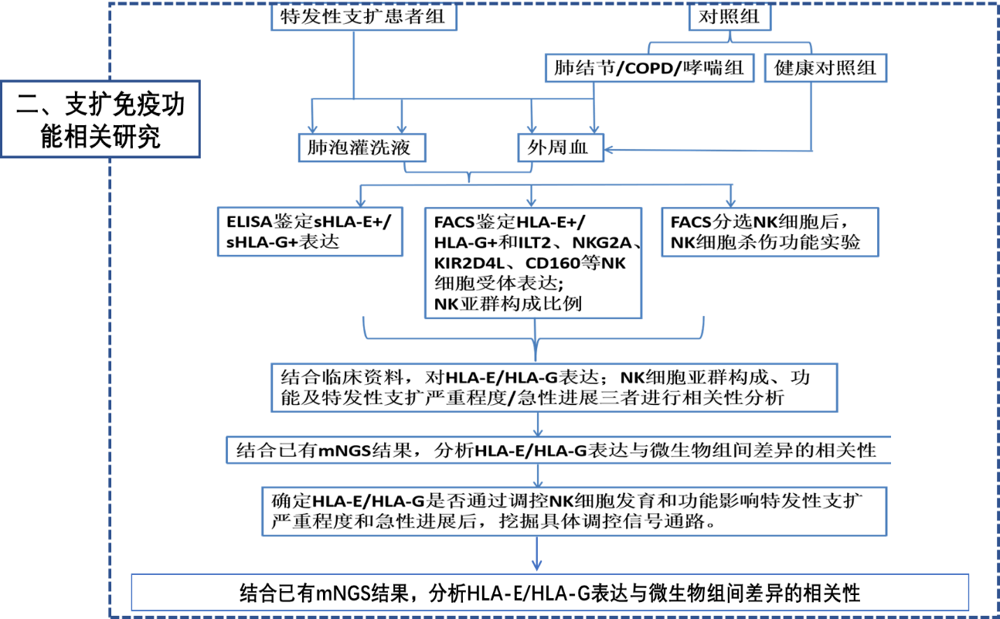 特发性支扩患者组
对照组
肺结节/COPD/哮喘组
健康对照组
二、支扩免疫功
能相关研究
肺泡灌洗液
外周血
ELISA鉴定sHLA-E+/
sHLA-G+表达
FACS鉴定HLA-E+/
HLA-G+和ILT2、NKG2A、
KIR2D4L、CD160等NK
细胞受体表达;
NK亚群构成比例
FACS分选NK细胞后，
NK细胞杀伤功能实验
结合临床资料，对HLA-E/HLA-G表达；NK细胞亚群构成、功
能及特发性支扩严重程度/急性进展三者进行相关性分析
结合已有mNGS结果，分析HLA-E/HLA-G表达与微生物组间差异的相关性
确定HLA-E/HLA-G是否通过调控NK细胞发育和功能影响特发性支扩
严重程度和急性进展后，挖掘具体调控信号通路。
结合已有mNGS结果，分析HLA-E/HLA-G表达与微生物组间差异的相关性